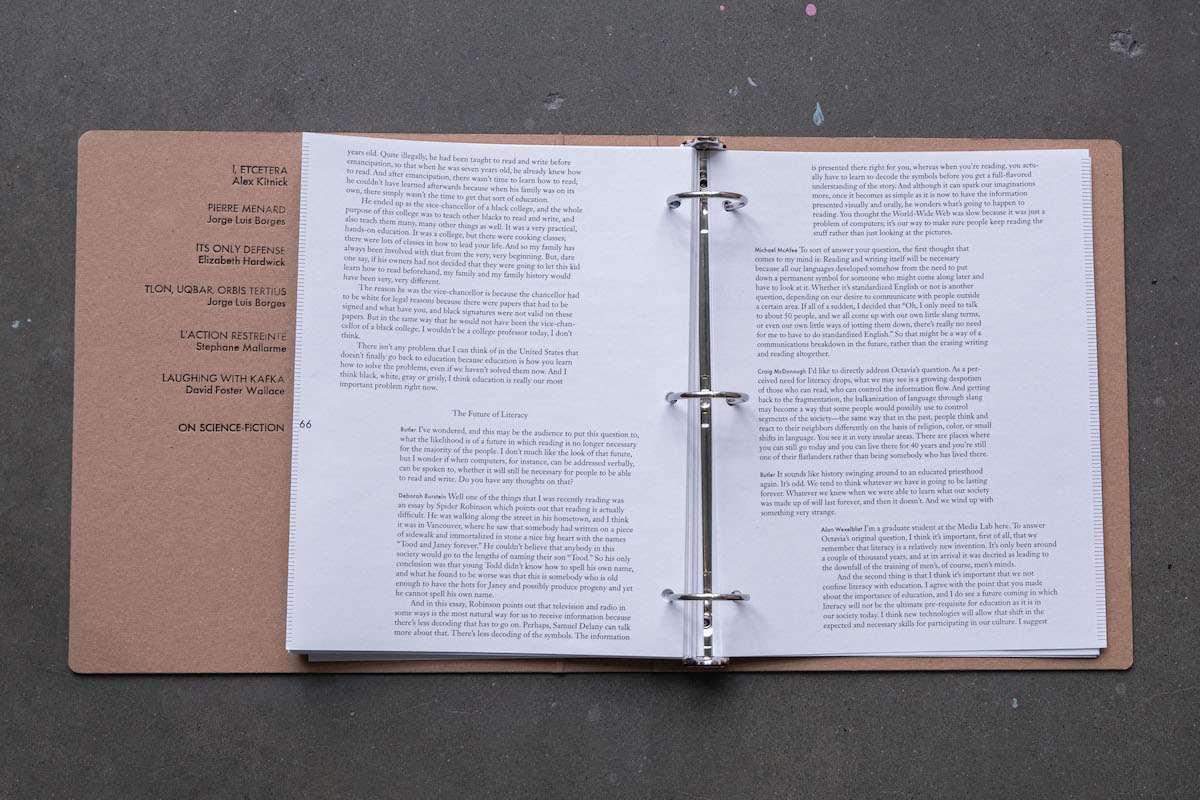 I, ETCETERA
Alex Kitnick
PIERRE MENARD
Jorge Luis Borges
IT'S ONLY DEFENSE
Elizabeth Hardwick
TLON, UQBAR, ORBIS TERTIUS
Jorge Luis Borges
L'ACTION RESTREINTE
Stephane Mallarme
LAUGHING WITH KAFKA
David Foster Wallace
ON SCIENCE-FICTION
66
years old. Quite illegally, he had been taught to read and write before
emancipation, so that when he was seven years old, he already knew how
to read. And after emancipation, there wasn't time to learn how to read,
he couldn't have learned afterwards because when his family was on its
own, there simply wasn't the time to get that sort of education.
He ended up as the vice-chancellor of a black college, and the whole
purpose of this college was to teach other blacks to read and write, and
also teach them many, many other things as well. It was a very practical,
hands-on education. It was a college, but there were cooking classes;
there were lots of classes in how to lead your life. And so my family has
always been involved with that from the very, very beginning. But, dare
one say, if his owners had not decided that they were going to let this kid
learn how to read beforehand, my family and my family history would
have been very, very different.
The reason he was the vice-chancellor is because the chancellor had
to be white for legal reasons because there were papers that had to be
signed and what have you, and black signatures were not valid on these
papers. But in the same way that he would not have been the vice-chan-
cellor of a black college, I wouldn't be a college professor today, I don't
think.
There isn't any problem that I can think of in the United States that
doesn't finally go back to education because education is how you learn
how to solve the problems, even if we haven't solved them now. And I
think black, white, gray or grisly, I think education is really our most
important problem right now.
The Future of Literacy
Butler I've wondered, and this may be the audience to put this question to,
what the likelihood is of a future in which reading is no longer necessary
for the majority of the people. I don't much like the look of that future,
but I wonder if when computers, for instance, can be addressed verbally,
can be spoken to, whether it will still be necessary for people to be able
to read and write. Do you have any thoughts on that?
Deborah Burstein Well one of the things that I was recently reading was
an essay by Spider Robinson which points out that reading is actually
difficult. He was walking along the street in his hometown, and I think
it was in Vancouver, where he saw that somebody had written on a piece
of sidewalk and immortalized in stone a nice big heart with the names
"Tood and Janey forever." He couldn't believe that anybody in this
society would go to the lengths of naming their son "Tood." So his only
conclusion was that young Todd didn't know how to spell his own name,
and what he found to be worse was that this is somebody who is old
enough to have the hots for Janey and possibly produce progeny and yet
he cannot spell his own name.
And in this essay, Robinson points out that television and radio in
some ways is the most natural way for us to receive information because
there's less decoding that has to go on. Perhaps, Samuel Delany can talk
more about that. There's less decoding of the symbols. The information
is presented there right for you, whereas when you're reading, you actu-
ally have to learn to decode the symbols before you get a full-flavored
understanding of the story. And although it can spark our imaginations
more, once it becomes as simple as it is now to have the information
presented visually and orally, he wonders what's going to happen to
reading. You thought the World-Wide Web was slow because it was just a
problem of computers; it's our way to make sure people keep reading the
stuff rather than just looking at the pictures.
Michael McAfee To sort of answer your question, the first thought that
comes to my mind is: Reading and writing itself will be necessary
because all our languages developed somehow from the need to put
down a permanent symbol for someone who might come along later and
have to look at it. Whether it's standardized English or not is another
question, depending on our desire to communicate with people outside
a certain area. If all of a sudden, I decided that "Oh, I only need to talk
to about 50 people, and we all come up with our own little slang terms,
or even our own little ways of jotting them down, there's really no need
for me to have to do standardized English." So that might be a way of a
communications breakdown in the future, rather than the erasing writing
and reading altogether.
Craig McDonough I'd like to directly address Octavia's question. As a per-
ceived need for literacy drops, what we may see is a growing despotism
of those who can read, who can control the information flow. And getting
back to the fragmentation, the balkanization of language through slang
may become a way that some people would possibly use to control
segments of the society—the same way that in the past, people think and
react to their neighbors differently on the basis of religion, color, or small
shifts in language. You see it in very insular areas. There are places where
you can still go today and you can live there for 40 years and you're still
one of their flatlanders rather than being somebody who has lived there.
Butler It sounds like history swinging around to an educated priesthood
again. It's odd. We tend to think whatever we have is going to be lasting
forever. Whatever we knew when we were able to learn what our society
was made up of will last forever, and then it doesn't. And we wind up with
something very strange.
Alan Wexelblat I'm a graduate student at the Media Lab here. To answer
Octavia's original question, I think it's important, first of all, that we
remember that literacy is a relatively new invention. It's only been around
a couple of thousand years, and at its arrival it was decried as leading to
the downfall of the training of men's, of course, men's minds.
And the second thing is that I think it's important that we not
confuse literacy with education. I agree with the point that you made
about the importance of education, and I do see a future coming in which
literacy will not be the ultimate pre-requisite for education as it is in
our society today. I think new technologies will allow that shift in the
expected and necessary skills for participating in our culture. I suggest